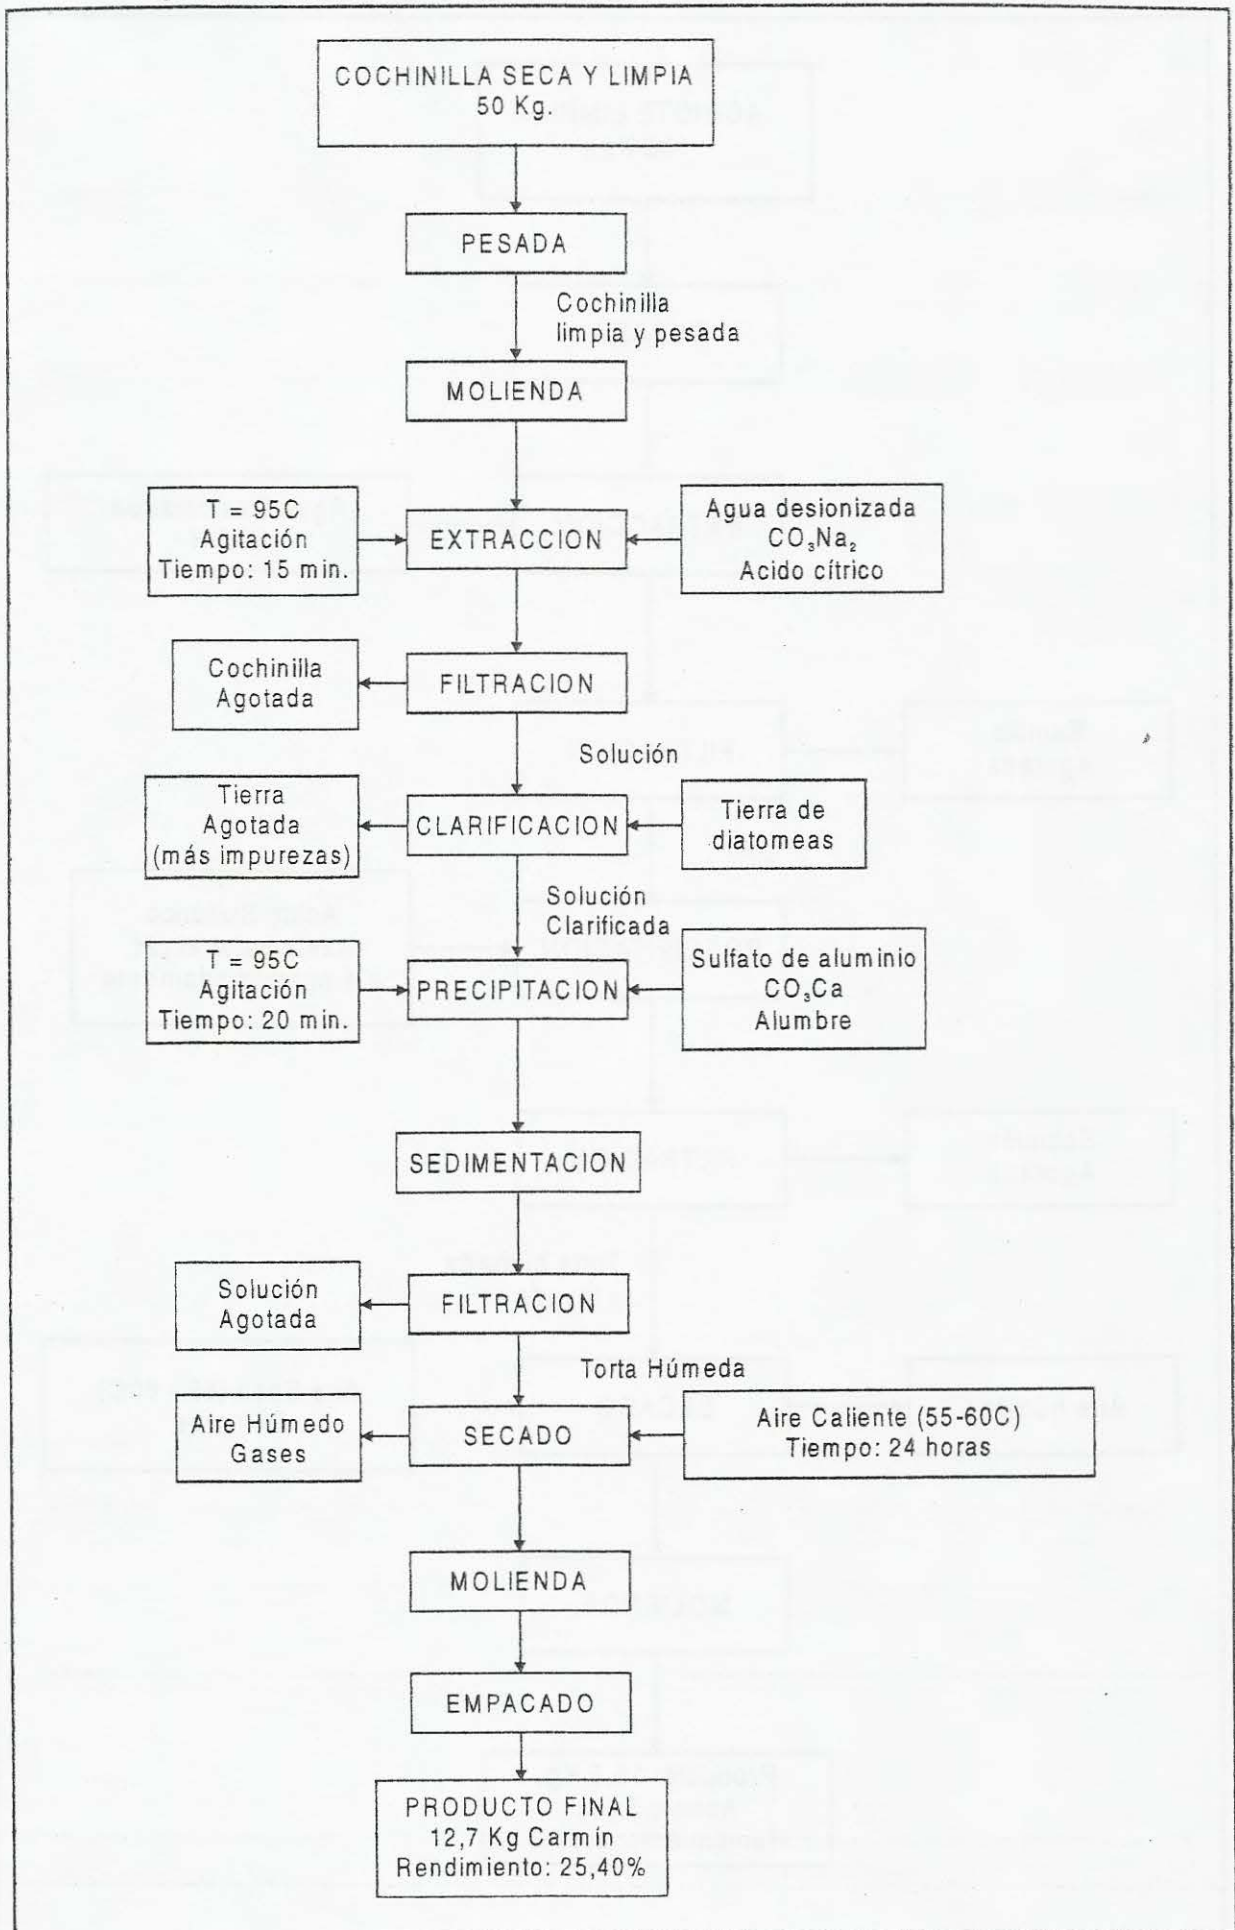 COCHINILLA SECA Y LIMPIA
50 Kg.
PESADA
Cochinilla
limpia y pesada
MOLIENDA
T = 95C
Agitación
Tiempo: 15 min.
EXTRACCION
Agua desionizada
CO₃Na₂
Acido cítrico
Cochinilla
Agotada
FILTRACION
Solución
Tierra
Agotada
(más impurezas)
CLARIFICACION
Tierra de
diatomeas
Solución
Clarificada
T = 95C
Agitación
Tiempo: 20 min.
PRECIPITACION
Sulfato de aluminio
CO₃Ca
Alumbre
SEDIMENTACION
Solución
Agotada
FILTRACION
Torta Húmeda
Aire Húmedo
Gases
SECADO
Aire Caliente (55-60C)
Tiempo: 24 horas
MOLIENDA
EMPACADO
PRODUCTO FINAL
12,7 Kg Carmín
Rendimiento: 25,40%